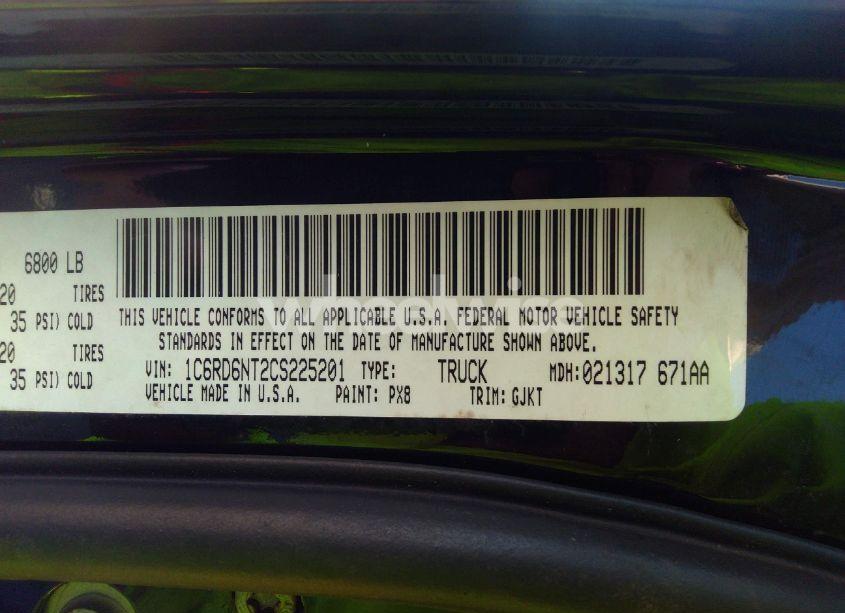 6800 LB
20 TIRES
35 PSI) COLD
20 TIRES
35 PSI) COLD
THIS VEHICLE CONFORMS TO ALL APPLICABLE U.S.A. FEDERAL MOTOR VEHICLE SAFETY
STANDARDS IN EFFECT ON THE DATE OF MANUFACTURE SHOWN ABOVE.
VIN: 1C6RD6NT2CS225201 TYPE: TRUCK MDH:021317 671AA
VEHICLE MADE IN U.S.A. PAINT: PX8 TRIM: GJKT
wheelwise